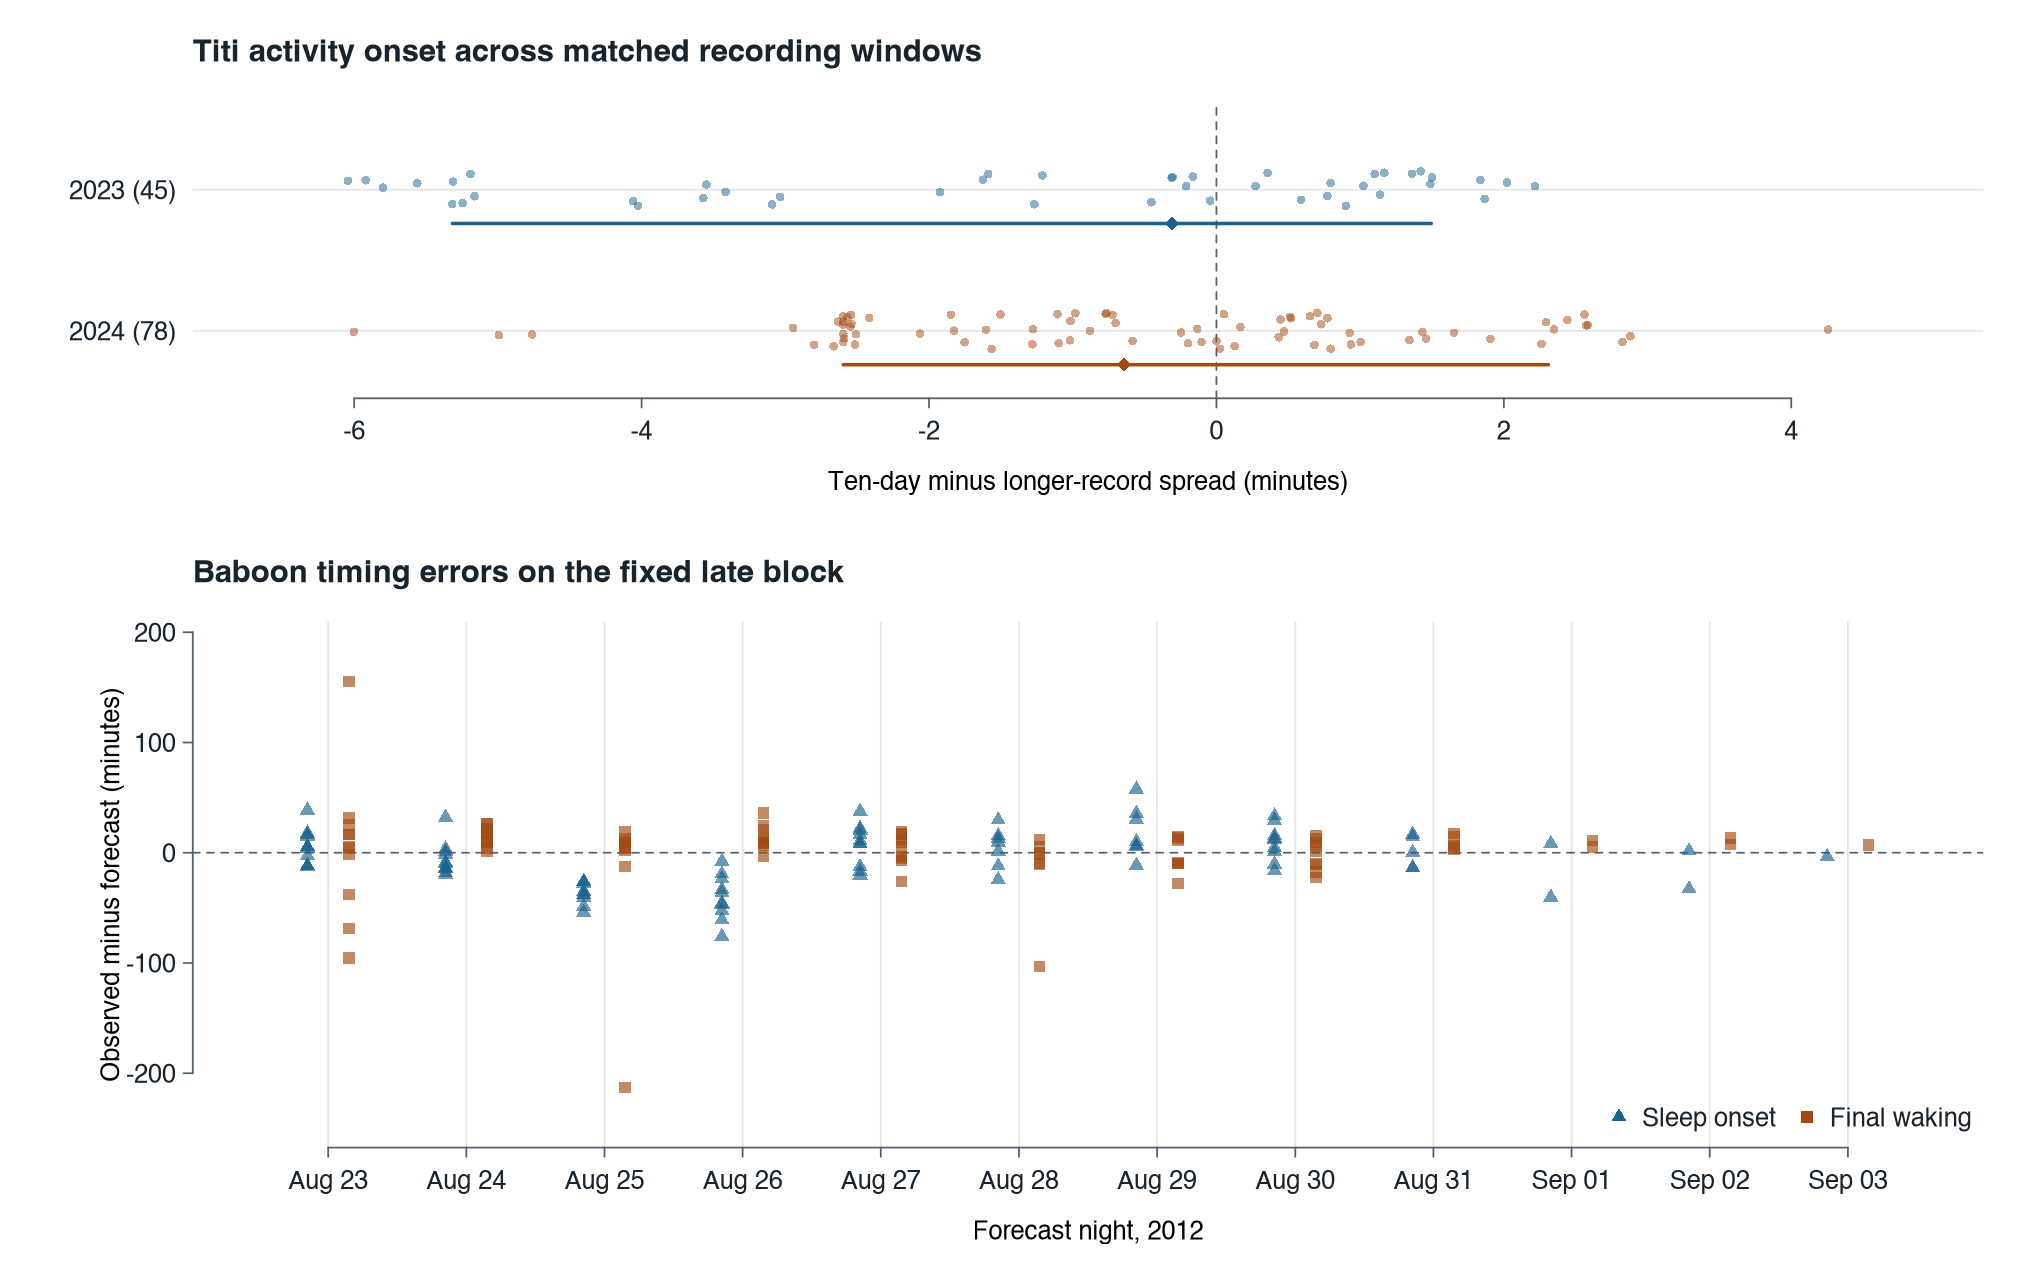 Titi activity onset across matched recording windows
2023 (45)
2024 (78)
-6 -4 -2 0 2 4
Ten-day minus longer-record spread (minutes)
Baboon timing errors on the fixed late block
Observed minus forecast (minutes)
200
100
0
-100
-200
Sleep onset Final waking
Aug 23 Aug 24 Aug 25 Aug 26 Aug 27 Aug 28 Aug 29 Aug 30 Aug 31 Sep 01 Sep 02 Sep 03
Forecast night, 2012